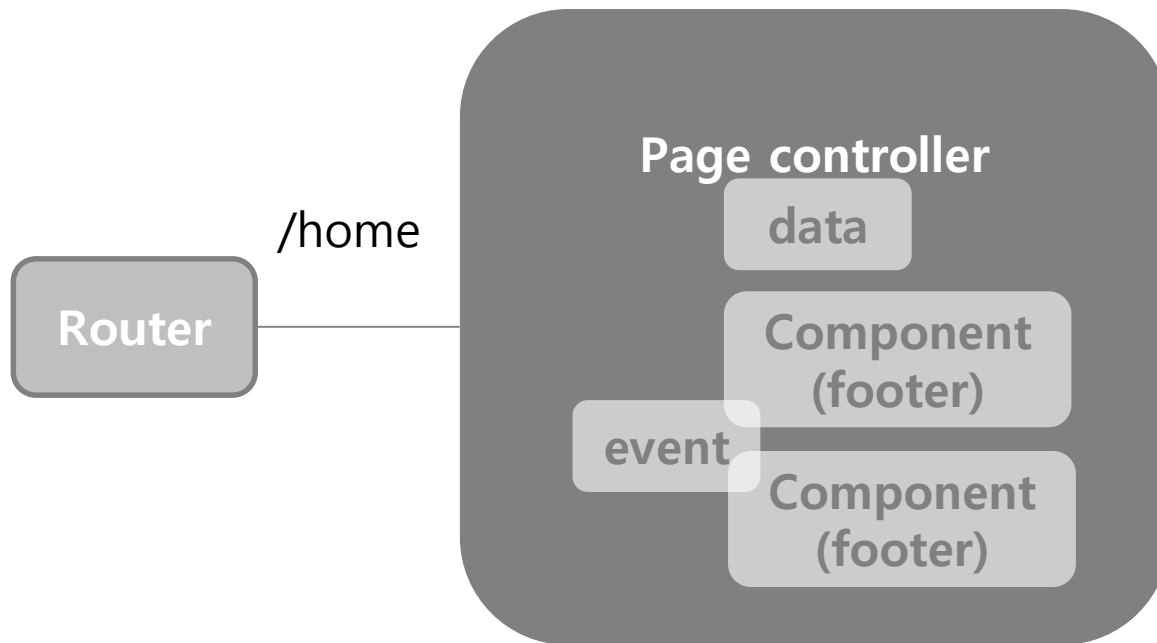 Page controller
data
/home
Router
Component
(footer)
event
Component
(footer)